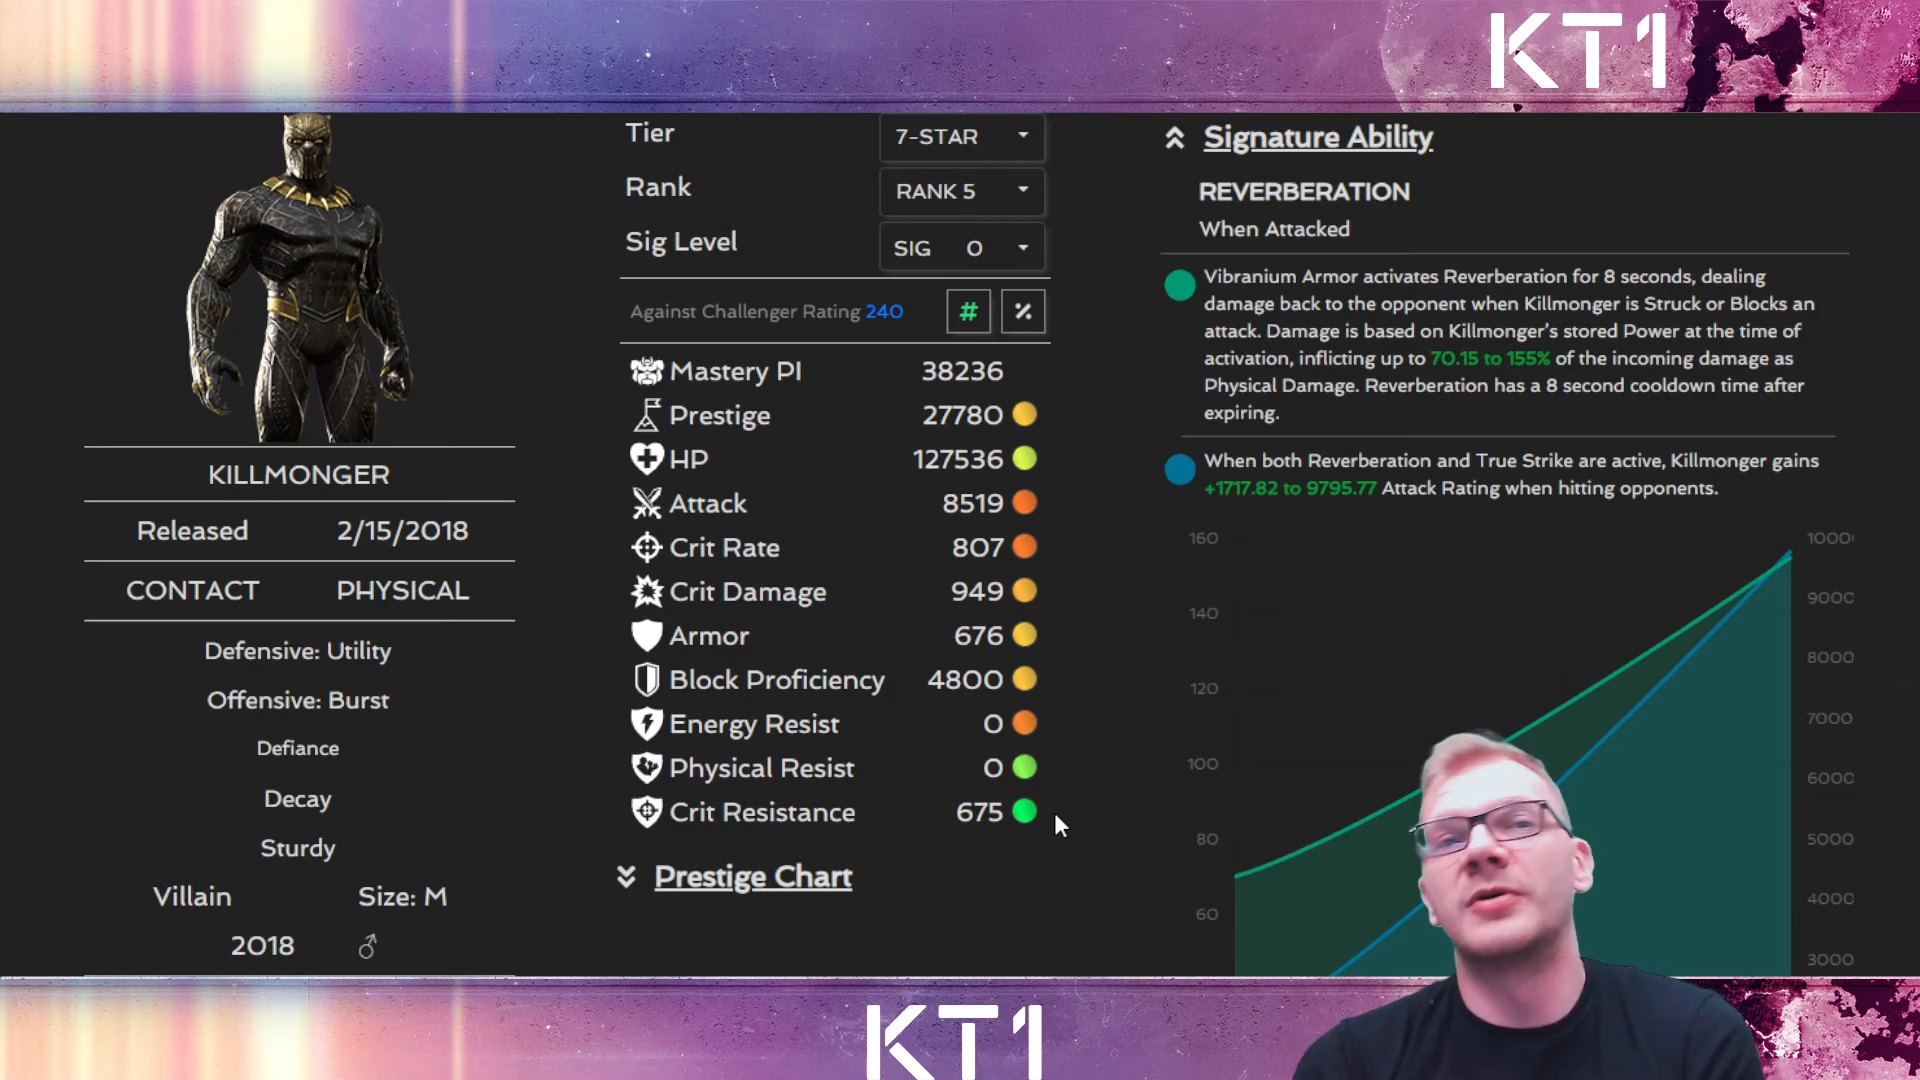 KT1
KILLMONGER
Released 2/15/2018
CONTACT PHYSICAL
Defensive: Utility
Offensive: Burst
Defiance
Decay
Sturdy
Villain Size: M
2018 ♂
Tier 7-STAR
Rank RANK 5
Sig Level SIG 0
Against Challenger Rating 240 # %
Mastery PI 38236
Prestige 27780
HP 127536
Attack 8519
Crit Rate 807
Crit Damage 949
Armor 676
Block Proficiency 4800
Energy Resist 0
Physical Resist 0
Crit Resistance 675
Prestige Chart
Signature Ability
REVERBERATION
When Attacked
Vibranium Armor activates Reverberation for 8 seconds, dealing
damage back to the opponent when Killmonger is Struck or Blocks an
attack. Damage is based on Killmonger's stored Power at the time of
activation, inflicting up to 70.15 to 155% of the incoming damage as
Physical Damage. Reverberation has a 8 second cooldown time after
expiring.
When both Reverberation and True Strike are active, Killmonger gains
+1717.82 to 9795.77 Attack Rating when hitting opponents.
160
140
120
100
80
60
1000
9000
8000
7000
6000
5000
4000
3000
KT1